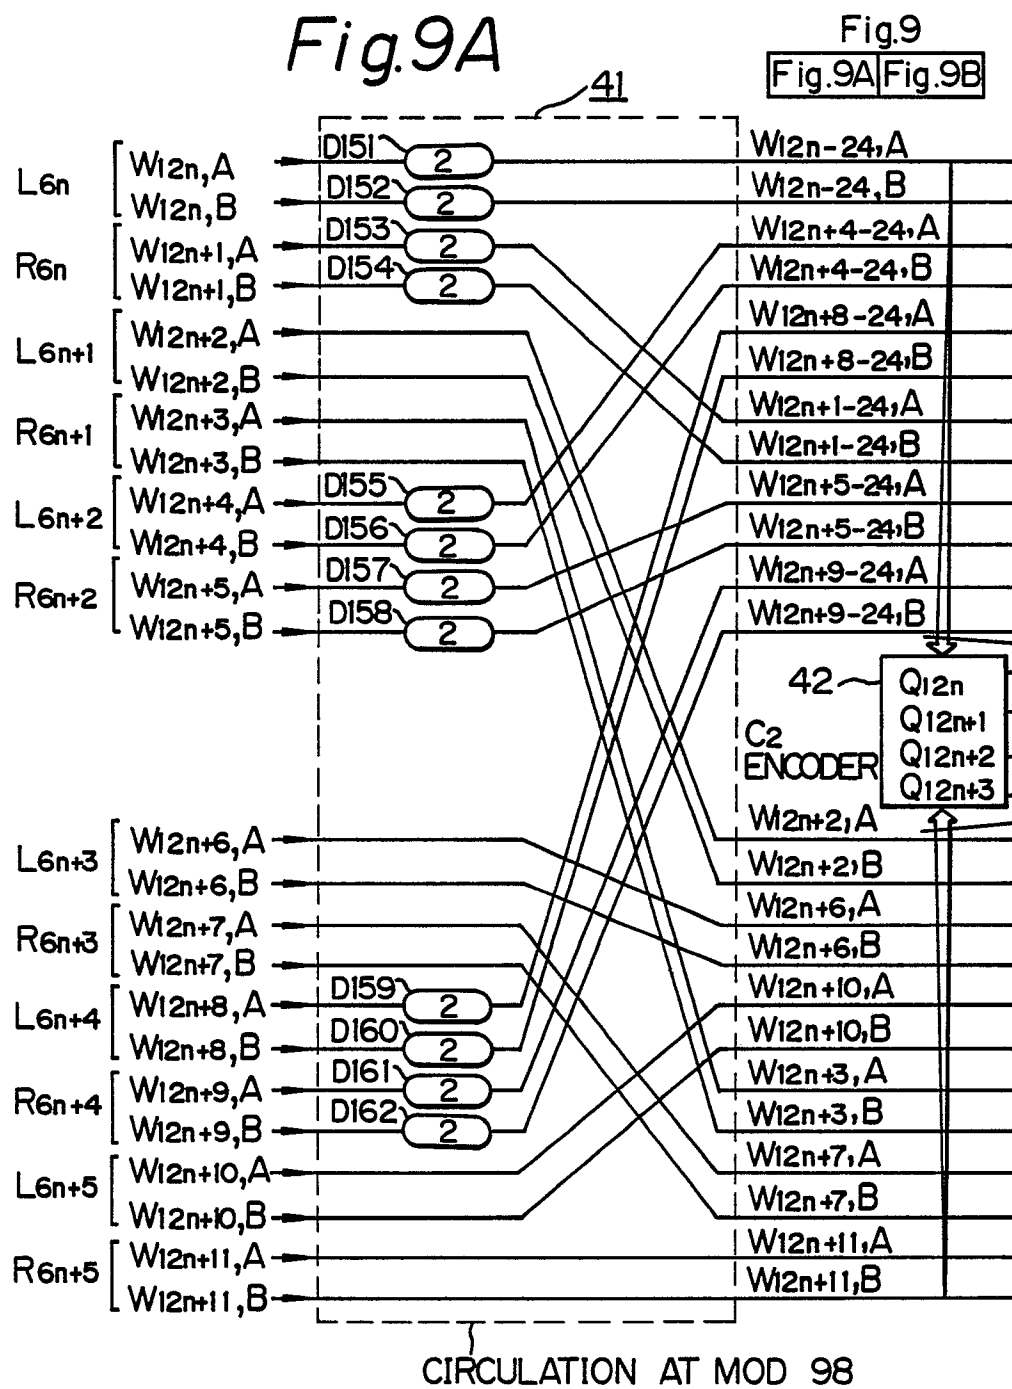 Fig.9A
Fig.9
Fig.9A Fig.9B
41
L6n
W12n,A
W12n,B
R6n
W12n+1,A
W12n+1,B
L6n+1
W12n+2,A
W12n+2,B
R6n+1
W12n+3,A
W12n+3,B
L6n+2
W12n+4,A
W12n+4,B
R6n+2
W12n+5,A
W12n+5,B
L6n+3
W12n+6,A
W12n+6,B
R6n+3
W12n+7,A
W12n+7,B
L6n+4
W12n+8,A
W12n+8,B
R6n+4
W12n+9,A
W12n+9,B
L6n+5
W12n+10,A
W12n+10,B
R6n+5
W12n+11,A
W12n+11,B
D151 2
D152 2
D153 2
D154 2
D155 2
D156 2
D157 2
D158 2
D159 2
D160 2
D161 2
D162 2
W12n-24,A
W12n-24,B
W12n+4-24,A
W12n+4-24,B
W12n+8-24,A
W12n+8-24,B
W12n+1-24,A
W12n+1-24,B
W12n+5-24,A
W12n+5-24,B
W12n+9-24,A
W12n+9-24,B
42
C2
ENCODER
Q12n
Q12n+1
Q12n+2
Q12n+3
W12n+2,A
W12n+2,B
W12n+6,A
W12n+6,B
W12n+10,A
W12n+10,B
W12n+3,A
W12n+3,B
W12n+7,A
W12n+7,B
W12n+11,A
W12n+11,B
CIRCULATION AT MOD 98